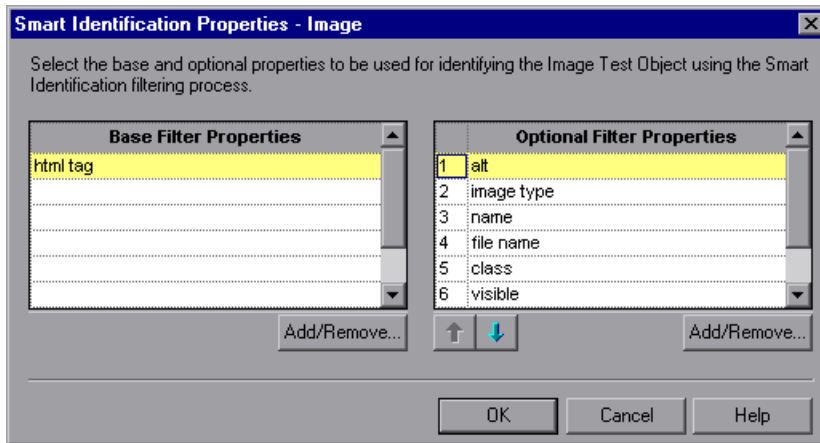 Smart Identification Properties - Image
Select the base and optional properties to be used for identifying the Image Test Object using the Smart
Identification filtering process.
Base Filter Properties
html tag
Add/Remove...
Optional Filter Properties
1 alt
2 image type
3 name
4 file name
5 class
6 visible
Add/Remove...
OK Cancel Help